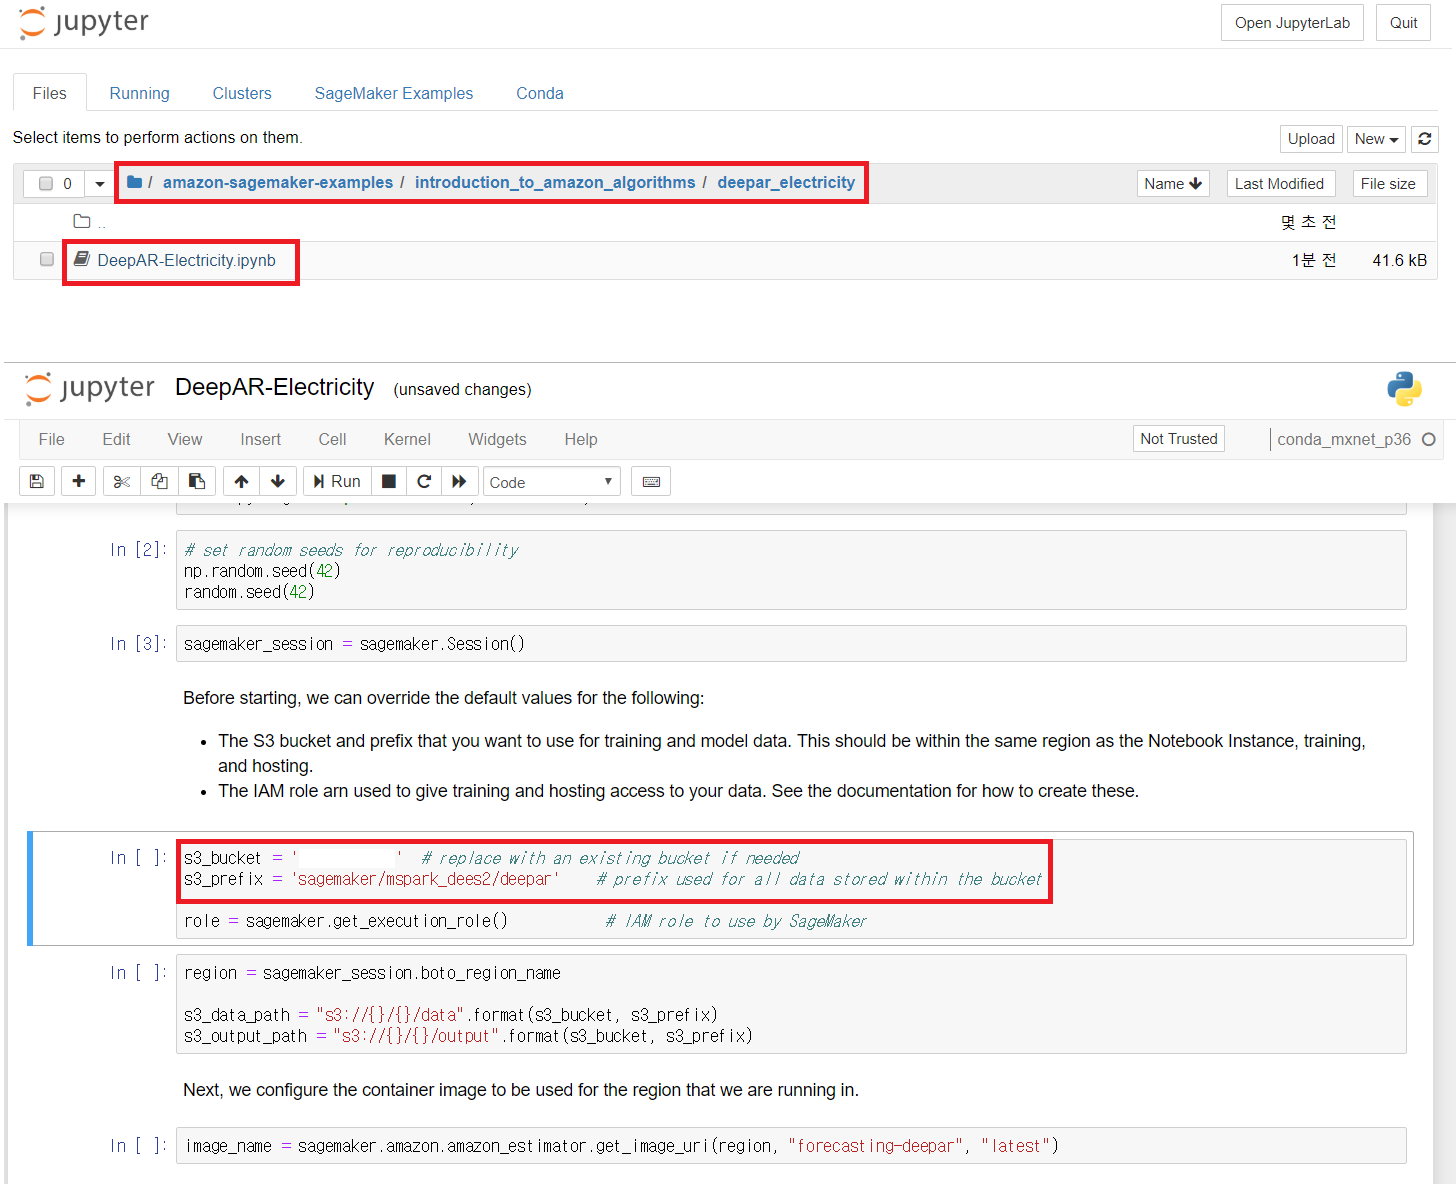 jupyter
Open JupyterLab Quit
Files Running Clusters SageMaker Examples Conda
Select items to perform actions on them.
Upload New
0 / amazon-sagemaker-examples / introduction_to_amazon_algorithms / deepar_electricity Name Last Modified File size
.. 몇 초 전
DeepAR-Electricity.ipynb 1분 전 41.6 kB
jupyter DeepAR-Electricity (unsaved changes)
File Edit View Insert Cell Kernel Widgets Help Not Trusted conda_mxnet_p36
Run Code
In [2]: # set random seeds for reproducibility
np.random.seed(42)
random.seed(42)
In [3]: sagemaker_session = sagemaker.Session()
Before starting, we can override the default values for the following:
• The S3 bucket and prefix that you want to use for training and model data. This should be within the same region as the Notebook Instance, training,
and hosting.
• The IAM role arn used to give training and hosting access to your data. See the documentation for how to create these.
In [ ]: s3_bucket = ' ' # replace with an existing bucket if needed
s3_prefix = 'sagemaker/mspark_dees2/deepar' # prefix used for all data stored within the bucket
role = sagemaker.get_execution_role() # IAM role to use by SageMaker
In [ ]: region = sagemaker_session.boto_region_name
s3_data_path = "s3://{}/{}/data".format(s3_bucket, s3_prefix)
s3_output_path = "s3://{}/{}/output".format(s3_bucket, s3_prefix)
Next, we configure the container image to be used for the region that we are running in.
In [ ]: image_name = sagemaker.amazon.amazon_estimator.get_image_uri(region, "forecasting-deepar", "latest")